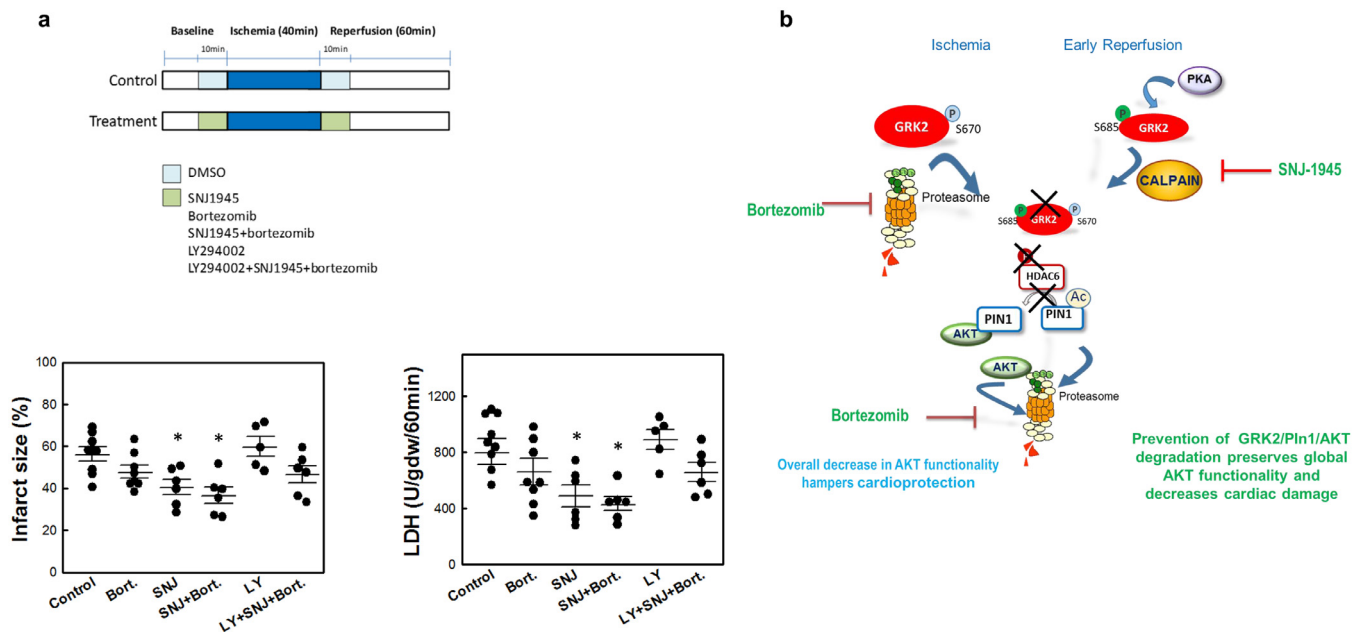 a
Baseline
Ischemia (40min)
Reperfusion (60min)
10min
10min
Control
Treatment
DMSO
SNJ1945
Bortezomib
SNJ1945+bortezomib
LY294002
LY294002+SNJ1945+bortezomib
Infarct size (%)
100
80
60
40
20
0
*
*
Control
Bort.
SNJ
SNJ+Bort.
LY
LY+SNJ+Bort.
LDH (U/gdw/60min)
1200
800
400
0
*
*
Control
Bort.
SNJ
SNJ+Bort.
LY
LY+SNJ+Bort.
b
Ischemia
Early Reperfusion
PKA
P
GRK2
S670
P
S685
GRK2
CALPAIN
SNJ-1945
Bortezomib
Proteasome
P
P
S685
GRK2
S670
HDAC6
Ac
PIN1
PIN1
AKT
AKT
Proteasome
Bortezomib
Overall decrease in AKT functionality
hampers cardioprotection
Prevention of GRK2/PIn1/AKT
degradation preserves global
AKT functionality and
decreases cardiac damage